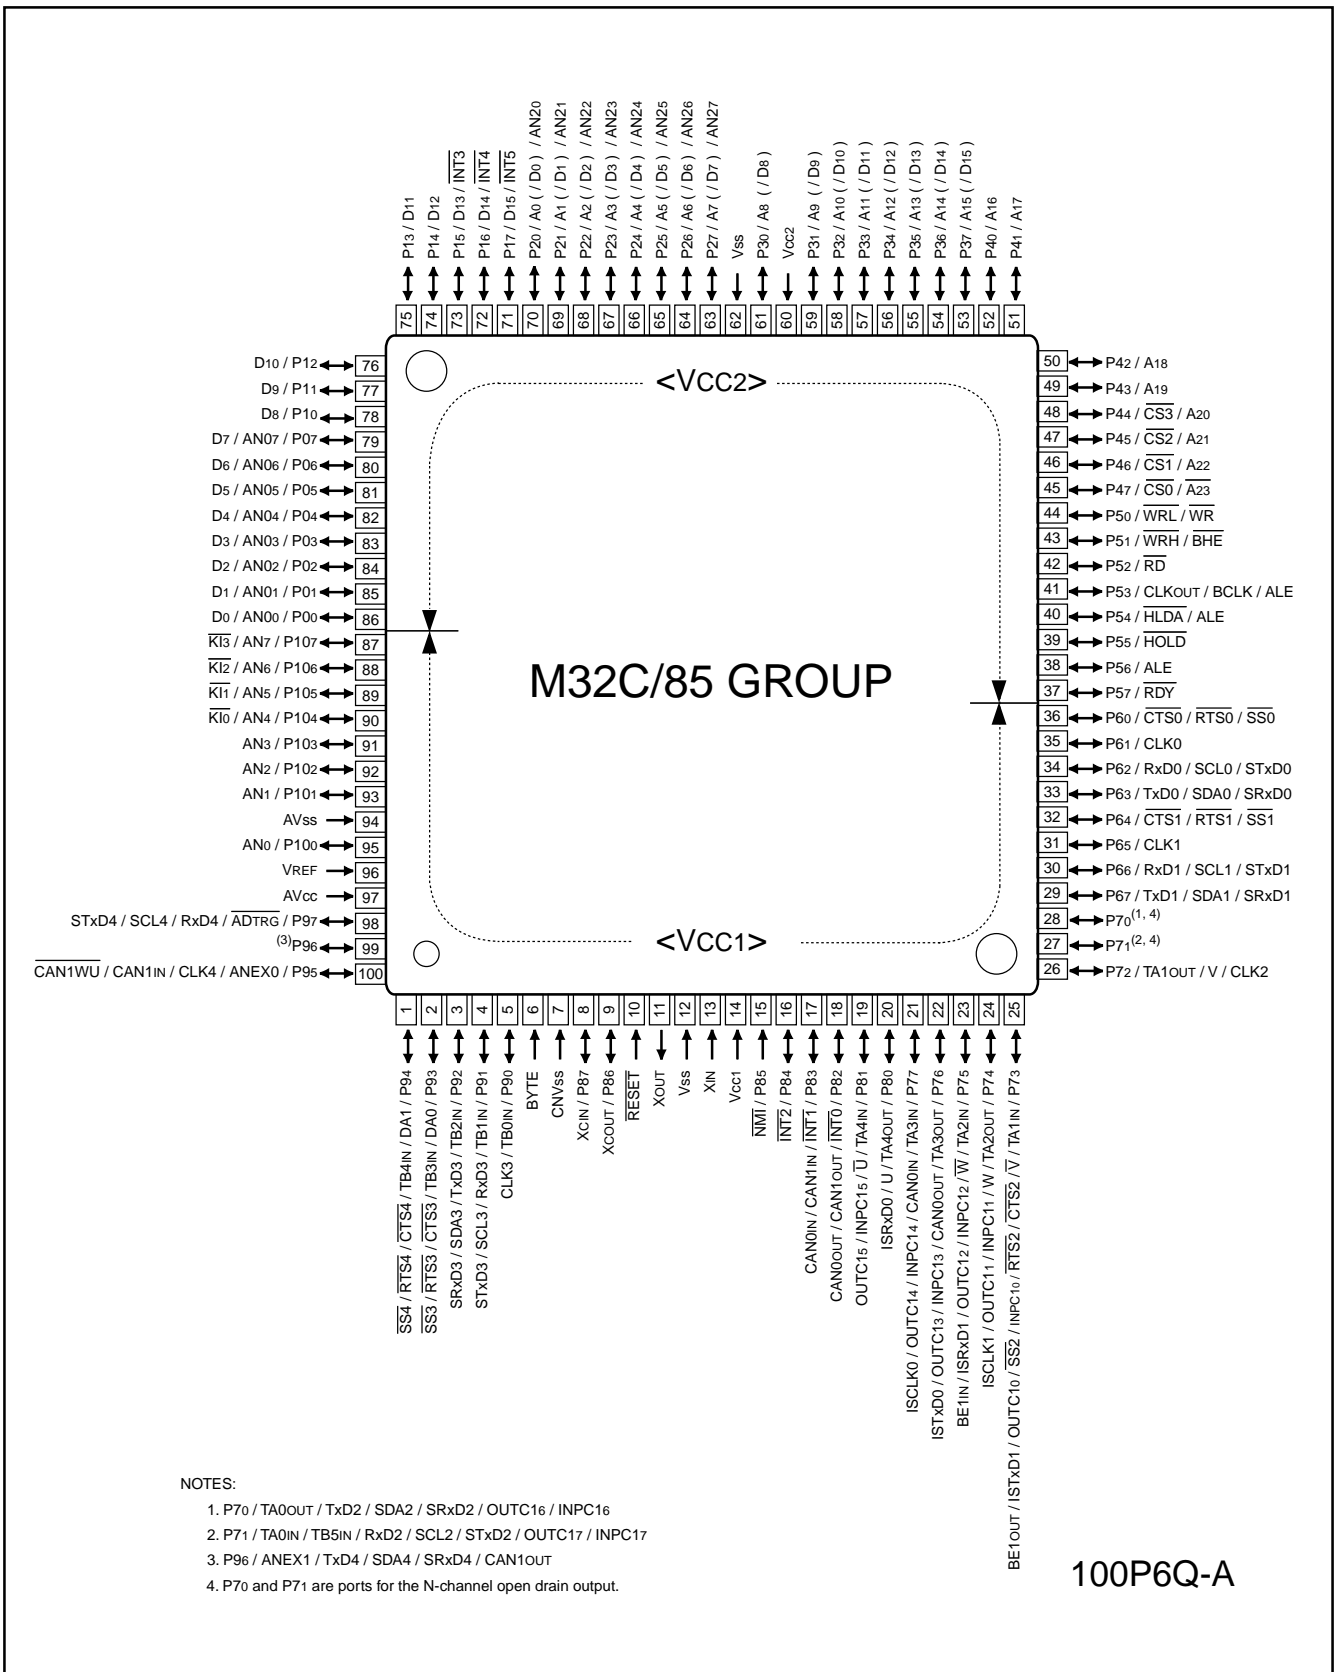 P13 / D11
P14 / D12
P15 / D13 / INT3
P16 / D14 / INT4
P17 / D15 / INT5
P20 / A0 ( / D0 ) / AN20
P21 / A1 ( / D1 ) / AN21
P22 / A2 ( / D2 ) / AN22
P23 / A3 ( / D3 ) / AN23
P24 / A4 ( / D4 ) / AN24
P25 / A5 ( / D5 ) / AN25
P26 / A6 ( / D6 ) / AN26
P27 / A7 ( / D7 ) / AN27
Vss
P30 / A8 ( / D8 )
Vcc2
P31 / A9 ( / D9 )
P32 / A10 ( / D10 )
P33 / A11 ( / D11 )
P34 / A12 ( / D12 )
P35 / A13 ( / D13 )
P36 / A14 ( / D14 )
P37 / A15 ( / D15 )
P40 / A16
P41 / A17
75 74 73 72 71 70 69 68 67 66 65 64 63 62 61 60 59 58 57 56 55 54 53 52 51
D10 / P12 76
D9 / P11 77
D8 / P10 78
D7 / AN07 / P07 79
D6 / AN06 / P06 80
D5 / AN05 / P05 81
D4 / AN04 / P04 82
D3 / AN03 / P03 83
D2 / AN02 / P02 84
D1 / AN01 / P01 85
D0 / AN00 / P00 86
KI3 / AN7 / P107 87
KI2 / AN6 / P106 88
KI1 / AN5 / P105 89
KI0 / AN4 / P104 90
AN3 / P103 91
AN2 / P102 92
AN1 / P101 93
AVss 94
AN0 / P100 95
VREF 96
AVcc 97
STxD4 / SCL4 / RxD4 / ADTRG / P97 98
(3)P96 99
CAN1WU / CAN1IN / CLK4 / ANEX0 / P95 100
<VCC2>
M32C/85 GROUP
<VCC1>
50 P42 / A18
49 P43 / A19
48 P44 / CS3 / A20
47 P45 / CS2 / A21
46 P46 / CS1 / A22
45 P47 / CS0 / A23
44 P50 / WRL / WR
43 P51 / WRH / BHE
42 P52 / RD
41 P53 / CLKOUT / BCLK / ALE
40 P54 / HLDA / ALE
39 P55 / HOLD
38 P56 / ALE
37 P57 / RDY
36 P60 / CTS0 / RTS0 / SS0
35 P61 / CLK0
34 P62 / RxD0 / SCL0 / STxD0
33 P63 / TxD0 / SDA0 / SRxD0
32 P64 / CTS1 / RTS1 / SS1
31 P65 / CLK1
30 P66 / RxD1 / SCL1 / STxD1
29 P67 / TxD1 / SDA1 / SRxD1
28 P70(1, 4)
27 P71(2, 4)
26 P72 / TA1OUT / V / CLK2
1 2 3 4 5 6 7 8 9 10 11 12 13 14 15 16 17 18 19 20 21 22 23 24 25
SS4 / RTS4 / CTS4 / TB4IN / DA1 / P94
SS3 / RTS3 / CTS3 / TB3IN / DA0 / P93
SRxD3 / SDA3 / TxD3 / TB2IN / P92
STxD3 / SCL3 / RxD3 / TB1IN / P91
CLK3 / TB0IN / P90
BYTE
CNVss
XCIN / P87
XCOUT / P86
RESET
XOUT
Vss
XIN
Vcc1
NMI / P85
INT2 / P84
CAN0IN / CAN1IN / INT1 / P83
CAN0OUT / CAN1OUT / INT0 / P82
OUTC15 / INPC15 / U / TA4IN / P81
ISRxD0 / U / TA4OUT / P80
ISCLK0 / OUTC14 / INPC14 / CAN0IN / TA3IN / P77
ISTxD0 / OUTC13 / INPC13 / CAN0OUT / TA3OUT / P76
BE1IN / ISRxD1 / OUTC12 / INPC12 / W / TA2IN / P75
ISCLK1 / OUTC11 / INPC11 / W / TA2OUT / P74
BE1OUT / ISTxD1 / OUTC10 / SS2 / INPC10 / RTS2 / CTS2 / V / TA1IN / P73
NOTES:
1. P70 / TA0OUT / TxD2 / SDA2 / SRxD2 / OUTC16 / INPC16
2. P71 / TA0IN / TB5IN / RxD2 / SCL2 / STxD2 / OUTC17 / INPC17
3. P96 / ANEX1 / TxD4 / SDA4 / SRxD4 / CAN1OUT
4. P70 and P71 are ports for the N-channel open drain output.
100P6Q-A